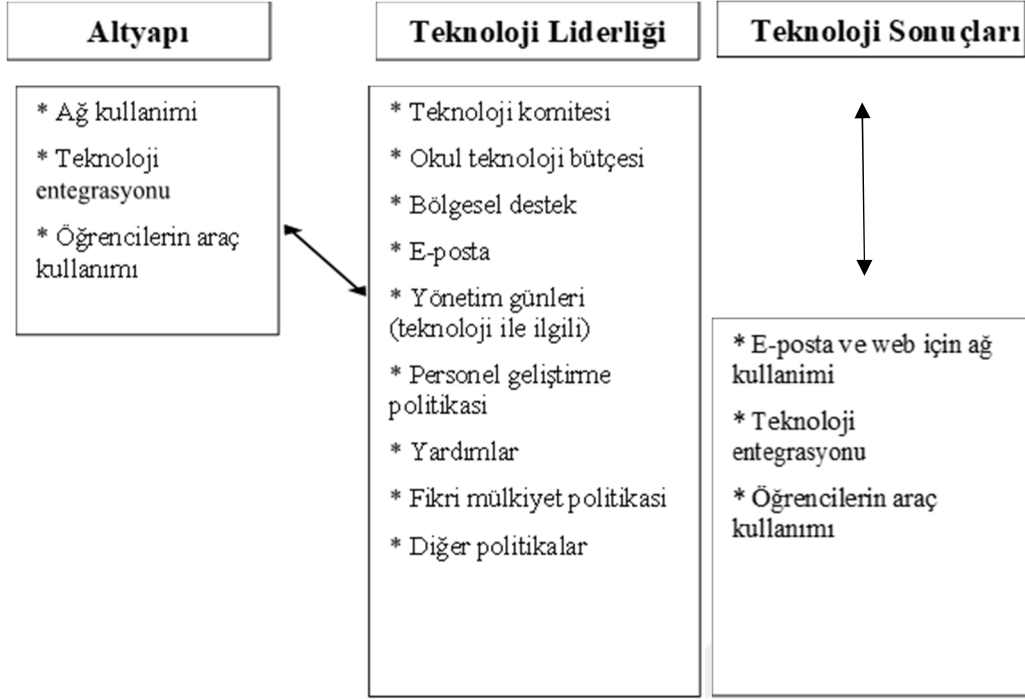 Altyapı
* Ağ kullanimi
* Teknoloji
entegrasyonu
* Öğrencilerin araç
kullanımı
Teknoloji Liderliği
* Teknoloji komitesi
* Okul teknoloji bütçesi
* Bölgesel destek
* E-posta
* Yönetim günleri
(teknoloji ile ilgili)
* Personel geliştirme
politikasi
* Yardımlar
* Fikri mülkiyet politikasi
* Diğer politikalar
Teknoloji Sonuçları
* E-posta ve web için ağ
kullanimi
* Teknoloji
entegrasyonu
* Öğrencilerin araç
kullanımı